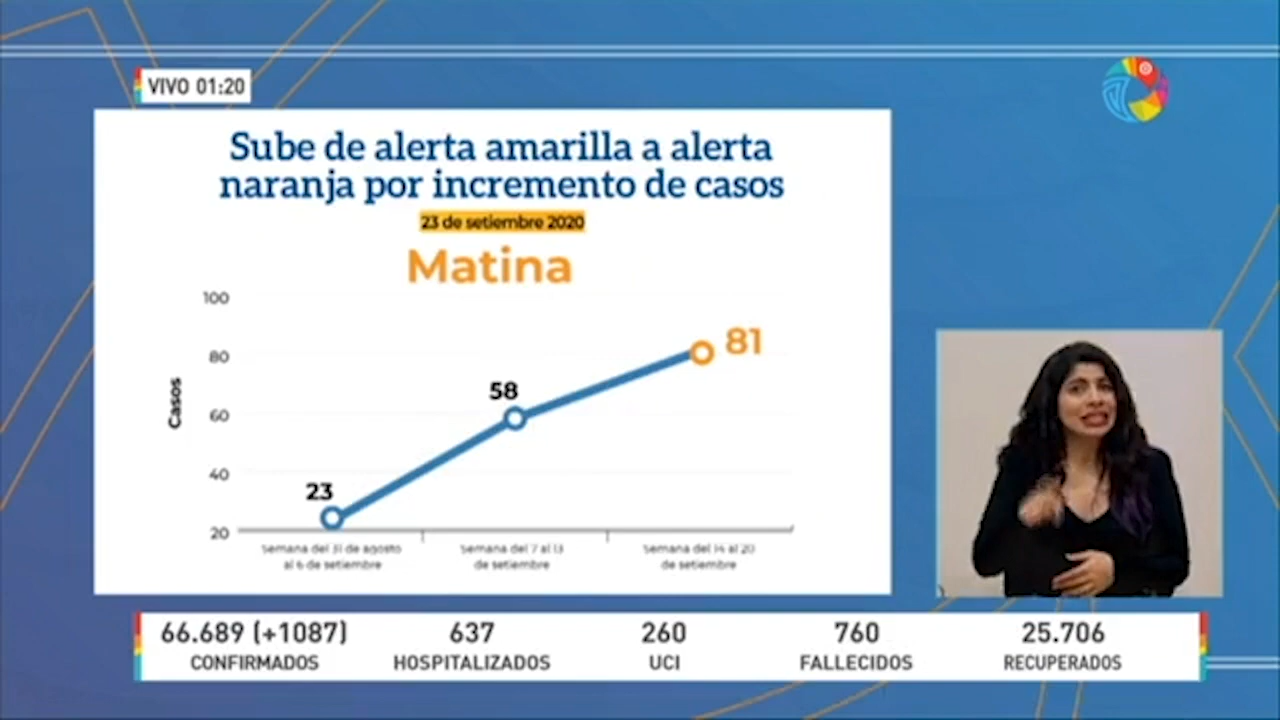 VIVO 01:20
Sube de alerta amarilla a alerta
naranja por incremento de casos
23 de setiembre 2020
Matina
100
80
60
40
20
Casos
23
58
81
Semana del 31 de agosto
al 6 de setiembre
Semana del 7 al 13
de setiembre
Semana del 14 al 20
de setiembre
66.689 (+1087)
CONFIRMADOS
637
HOSPITALIZADOS
260
UCI
760
FALLECIDOS
25.706
RECUPERADOS